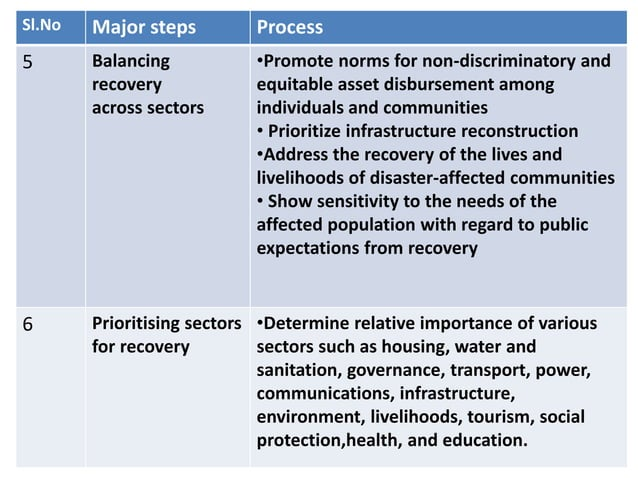 Sl.No Major steps Process
5 Balancing •Promote norms for non-discriminatory and
recovery equitable asset disbursement among
across sectors individuals and communities
• Prioritize infrastructure reconstruction
•Address the recovery of the lives and
livelihoods of disaster-affected communities
• Show sensitivity to the needs of the
affected population with regard to public
expectations from recovery
6 Prioritising sectors •Determine relative importance of various
for recovery sectors such as housing, water and
sanitation, governance, transport, power,
communications, infrastructure,
environment, livelihoods, tourism, social
protection,health, and education.